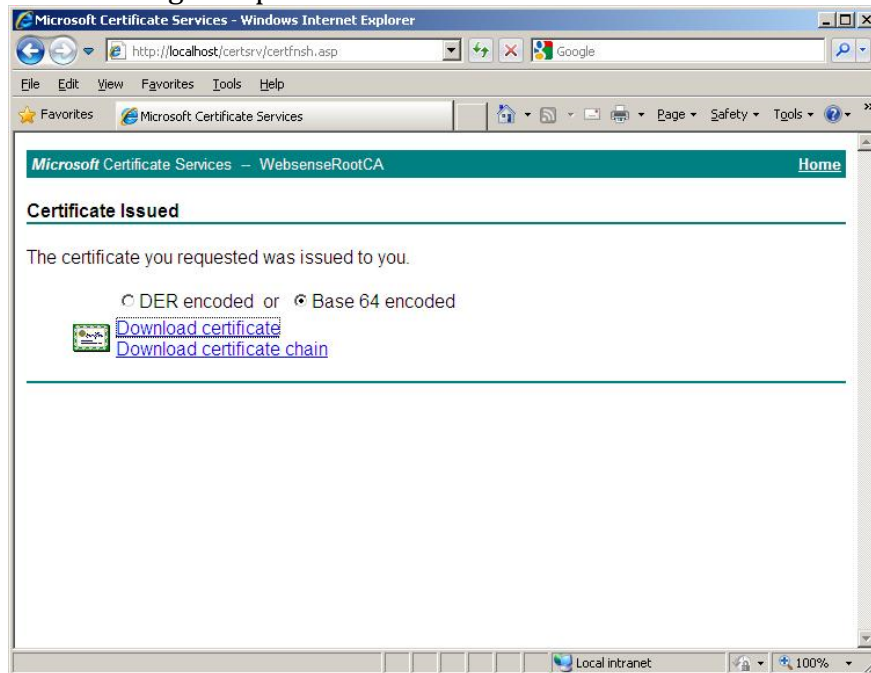 Microsoft Certificate Services - Windows Internet Explorer
http://localhost/certsrv/certfnsh.asp
Google
File Edit View Favorites Tools Help
Favorites Microsoft Certificate Services Page Safety Tools »
Microsoft Certificate Services -- WebsenseRootCA Home
Certificate Issued
The certificate you requested was issued to you.
DER encoded or Base 64 encoded
Download certificate
Download certificate chain
Local intranet 100%